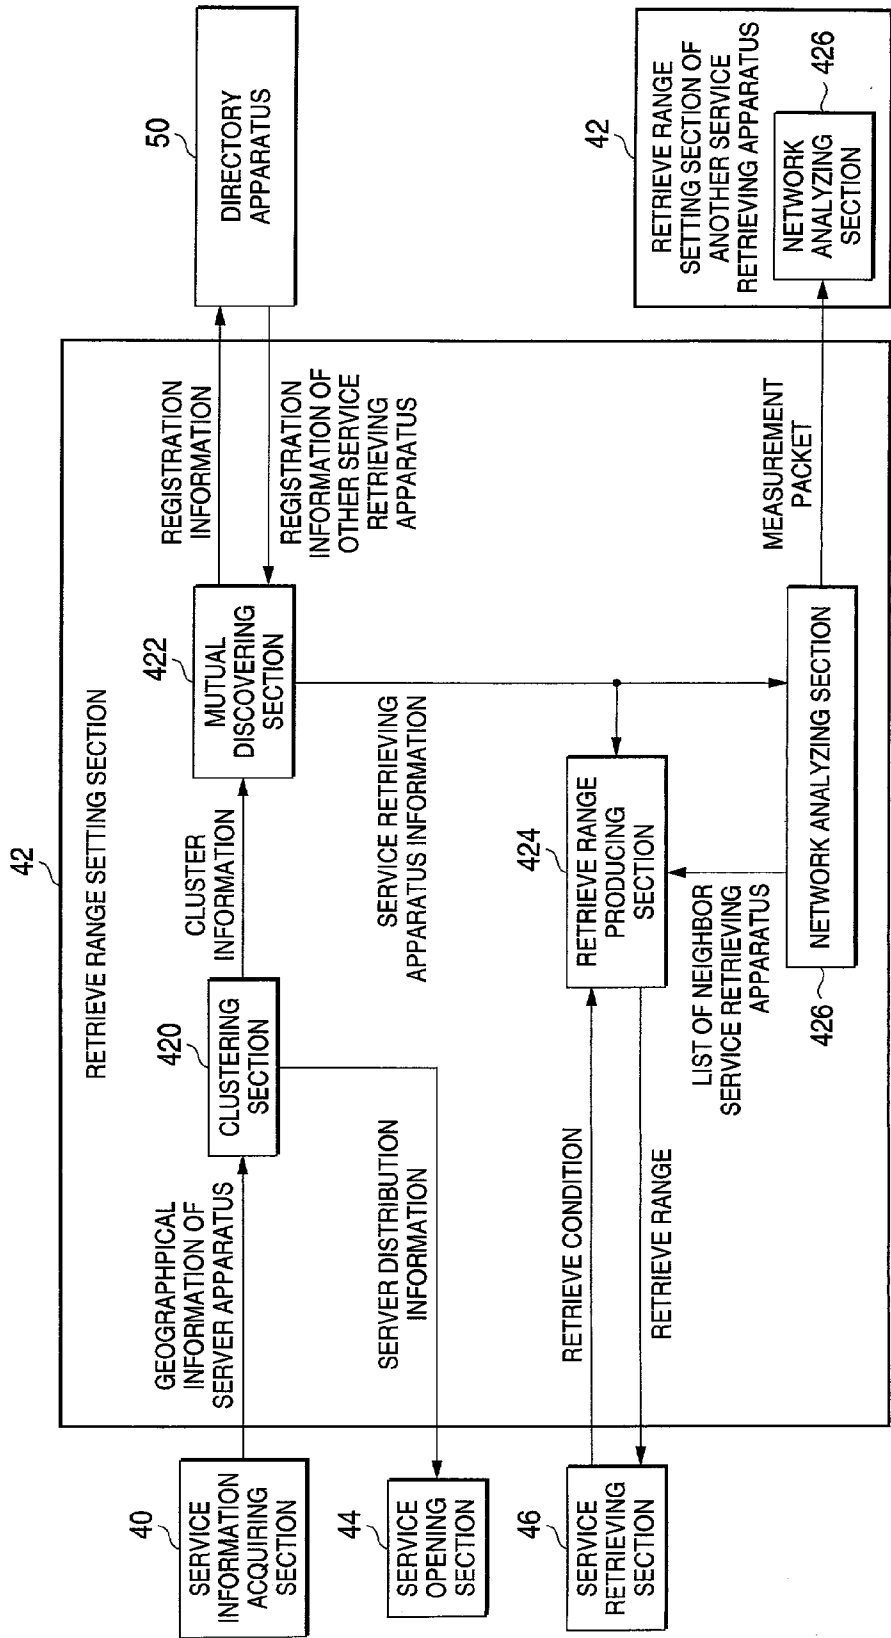 42
RETRIEVE RANGE SETTING SECTION
40
SERVICE
INFORMATION
ACQUIRING
SECTION
GEOGRAPHPICAL
INFORMATION OF
SERVER APPARATUS
420
CLUSTERING
SECTION
CLUSTER
INFORMATION
422
MUTUAL
DISCOVERING
SECTION
REGISTRATION
INFORMATION
REGISTRATION
INFORMATION OF
OTHER SERVICE
RETRIEVING
APPARATUS
50
DIRECTORY
APPARATUS
44
SERVICE
OPENING
SECTION
SERVER DISTRIBUTION
INFORMATION
SERVICE RETRIEVING
APPARATUS INFORMATION
46
SERVICE
RETRIEVING
SECTION
RETRIEVE CONDITION
RETRIEVE RANGE
424
RETRIEVE RANGE
PRODUCING
SECTION
LIST OF NEIGHBOR
SERVICE RETRIEVING
APPARATUS
426
NETWORK ANALYZING SECTION
MEASUREMENT
PACKET
42
RETRIEVE RANGE
SETTING SECTION OF
ANOTHER SERVICE
RETRIEVING APPARATUS
426
NETWORK
ANALYZING
SECTION